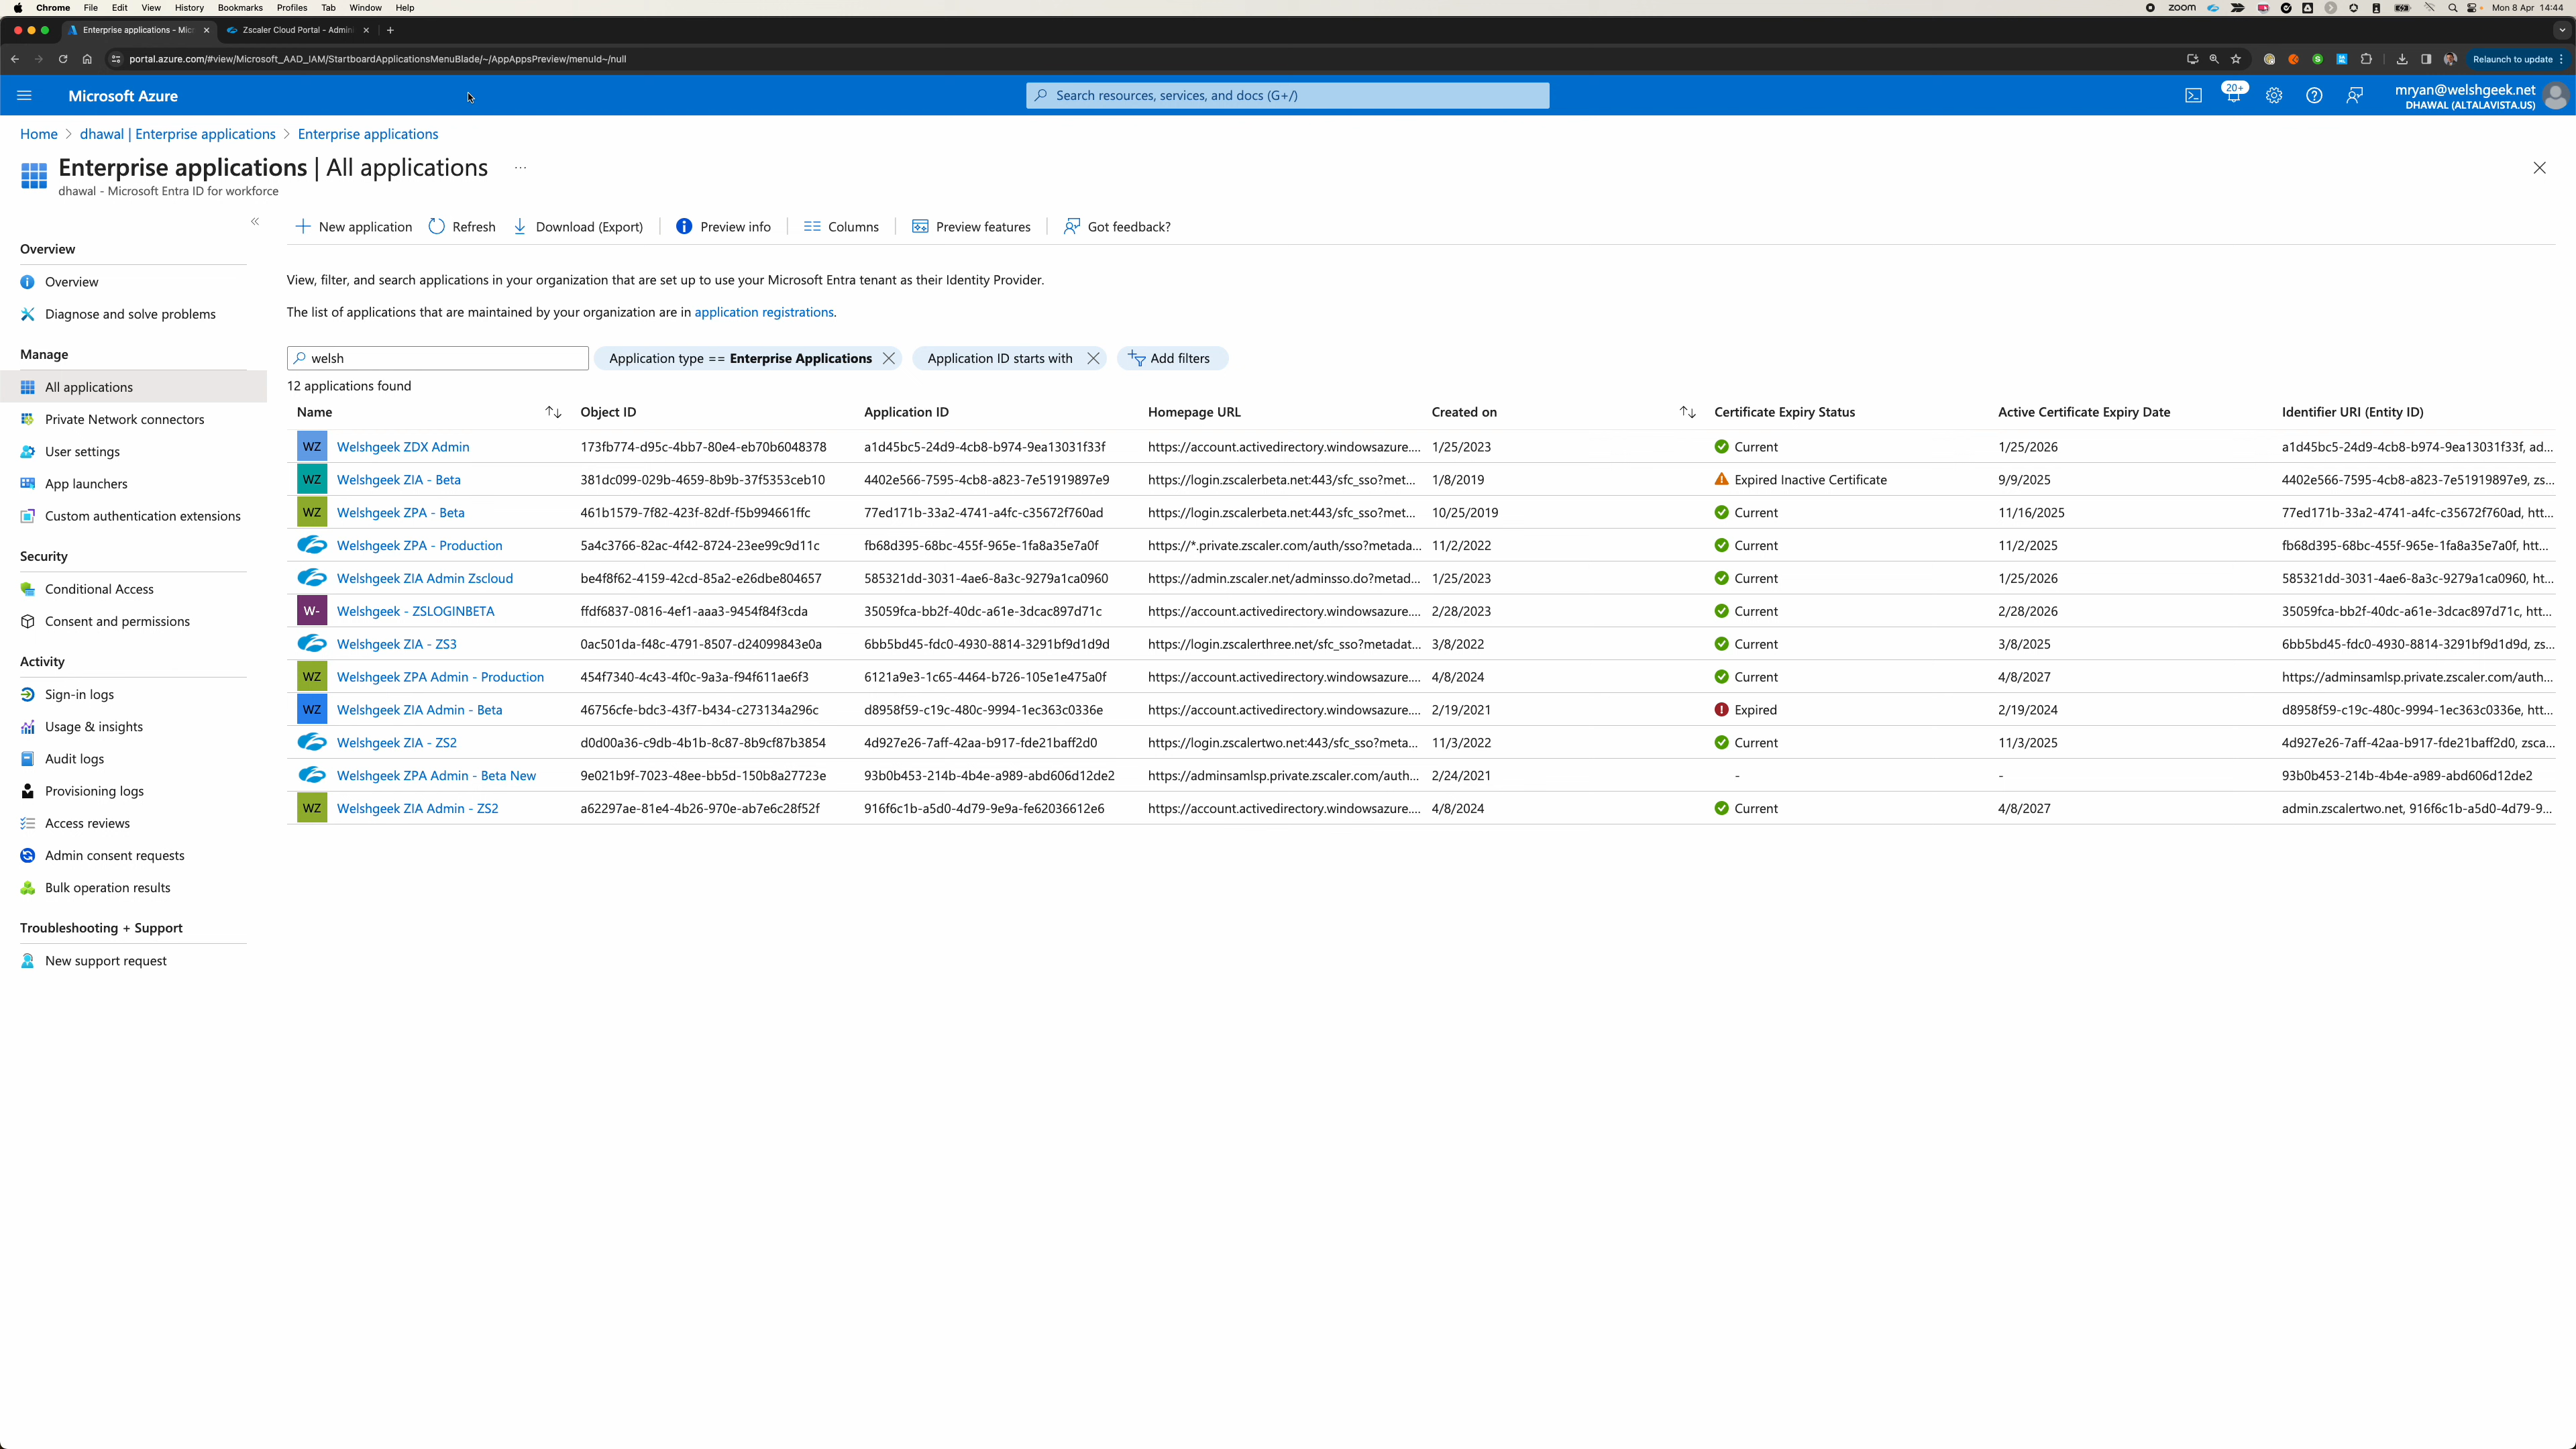 Chrome File Edit View History Bookmarks Profiles Tab Window Help
zoom Mon 8 Apr 14:44
Enterprise applications - Mic
Zscaler Cloud Portal - Admin
portal.azure.com/#view/Microsoft_AAD_IAM/StartboardApplicationsMenuBlade/~/AppAppsPreview/menuId~/null
Relaunch to update
Microsoft Azure
Search resources, services, and docs (G+/)
20+
mryan@welshgeek.net
DHAWAL (ALTALAVISTA.US)
Home > dhawal | Enterprise applications > Enterprise applications
Enterprise applications | All applications ...
dhawal - Microsoft Entra ID for workforce
Overview
Overview
Diagnose and solve problems
Manage
All applications
Private Network connectors
User settings
App launchers
Custom authentication extensions
Security
Conditional Access
Consent and permissions
Activity
Sign-in logs
Usage & insights
Audit logs
Provisioning logs
Access reviews
Admin consent requests
Bulk operation results
Troubleshooting + Support
New support request
New application Refresh Download (Export) Preview info Columns Preview features Got feedback?
View, filter, and search applications in your organization that are set up to use your Microsoft Entra tenant as their Identity Provider.
The list of applications that are maintained by your organization are in application registrations.
welsh Application type == Enterprise Applications Application ID starts with Add filters
12 applications found
Name Object ID Application ID Homepage URL Created on Certificate Expiry Status Active Certificate Expiry Date Identifier URI (Entity ID)
WZ Welshgeek ZDX Admin 173fb774-d95c-4bb7-80e4-eb70b6048378 a1d45bc5-24d9-4cb8-b974-9ea13031f33f https://account.activedirectory.windowsazure.... 1/25/2023 Current 1/25/2026 a1d45bc5-24d9-4cb8-b974-9ea13031f33f, ad...
WZ Welshgeek ZIA - Beta 381dc099-029b-4659-8b9b-37f5353ceb10 4402e566-7595-4cb8-a823-7e51919897e9 https://login.zscalerbeta.net:443/sfc_sso?met... 1/8/2019 Expired Inactive Certificate 9/9/2025 4402e566-7595-4cb8-a823-7e51919897e9, zs...
WZ Welshgeek ZPA - Beta 461b1579-7f82-423f-82df-f5b994661ffc 77ed171b-33a2-4741-a4fc-c35672f760ad https://login.zscalerbeta.net:443/sfc_sso?met... 10/25/2019 Current 11/16/2025 77ed171b-33a2-4741-a4fc-c35672f760ad, htt...
Welshgeek ZPA - Production 5a4c3766-82ac-4f42-8724-23ee99c9d11c fb68d395-68bc-455f-965e-1fa8a35e7a0f https://*.private.zscaler.com/auth/sso?metada... 11/2/2022 Current 11/2/2025 fb68d395-68bc-455f-965e-1fa8a35e7a0f, htt...
Welshgeek ZIA Admin Zscloud be4f8f62-4159-42cd-85a2-e26dbe804657 585321dd-3031-4ae6-8a3c-9279a1ca0960 https://admin.zscaler.net/adminsso.do?metad... 1/25/2023 Current 1/25/2026 585321dd-3031-4ae6-8a3c-9279a1ca0960, ht...
W- Welshgeek - ZSLOGINBETA ffdf6837-0816-4ef1-aaa3-9454f84f3cda 35059fca-bb2f-40dc-a61e-3dcac897d71c https://account.activedirectory.windowsazure.... 2/28/2023 Current 2/28/2026 35059fca-bb2f-40dc-a61e-3dcac897d71c, htt...
Welshgeek ZIA - ZS3 0ac501da-f48c-4791-8507-d24099843e0a 6bb5bd45-fdc0-4930-8814-3291bf9d1d9d https://login.zscalerthree.net/sfc_sso?metadat... 3/8/2022 Current 3/8/2025 6bb5bd45-fdc0-4930-8814-3291bf9d1d9d, zs...
WZ Welshgeek ZPA Admin - Production 454f7340-4c43-4f0c-9a3a-f94f611ae6f3 6121a9e3-1c65-4464-b726-105e1e475a0f https://account.activedirectory.windowsazure.... 4/8/2024 Current 4/8/2027 https://adminsamlsp.private.zscaler.com/auth...
WZ Welshgeek ZIA Admin - Beta 46756cfe-bdc3-43f7-b434-c273134a296c d8958f59-c19c-480c-9994-1ec363c0336e https://account.activedirectory.windowsazure.... 2/19/2021 Expired 2/19/2024 d8958f59-c19c-480c-9994-1ec363c0336e, htt...
Welshgeek ZIA - ZS2 d0d00a36-c9db-4b1b-8c87-8b9cf87b3854 4d927e26-7aff-42aa-b917-fde21baff2d0 https://login.zscalertwo.net:443/sfc_sso?meta... 11/3/2022 Current 11/3/2025 4d927e26-7aff-42aa-b917-fde21baff2d0, zsca...
Welshgeek ZPA Admin - Beta New 9e021b9f-7023-48ee-bb5d-150b8a27723e 93b0b453-214b-4b4e-a989-abd606d12de2 https://adminsamlsp.private.zscaler.com/auth... 2/24/2021 - - 93b0b453-214b-4b4e-a989-abd606d12de2
WZ Welshgeek ZIA Admin - ZS2 a62297ae-81e4-4b26-970e-ab7e6c28f52f 916f6c1b-a5d0-4d79-9e9a-fe62036612e6 https://account.activedirectory.windowsazure.... 4/8/2024 Current 4/8/2027 admin.zscalertwo.net, 916f6c1b-a5d0-4d79-9...